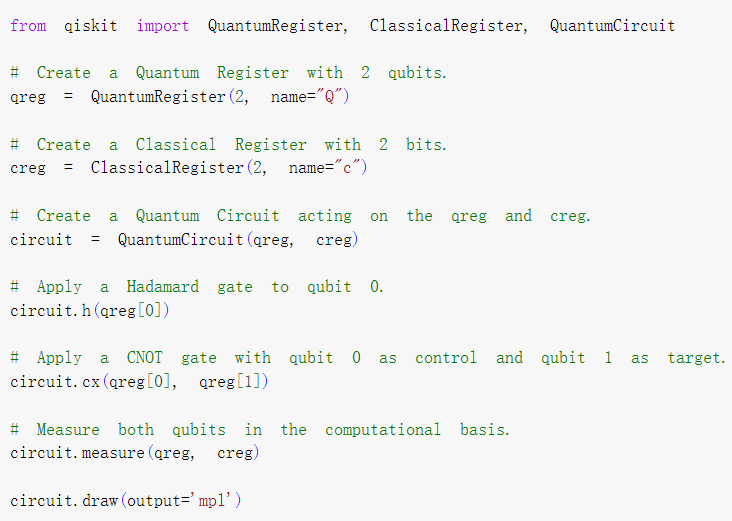 from qiskit import QuantumRegister, ClassicalRegister, QuantumCircuit
# Create a Quantum Register with 2 qubits.
qreg = QuantumRegister(2, name="Q")
# Create a Classical Register with 2 bits.
creg = ClassicalRegister(2, name="c")
# Create a Quantum Circuit acting on the qreg and creg.
circuit = QuantumCircuit(qreg, creg)
# Apply a Hadamard gate to qubit 0.
circuit.h(qreg[0])
# Apply a CNOT gate with qubit 0 as control and qubit 1 as target.
circuit.cx(qreg[0], qreg[1])
# Measure both qubits in the computational basis.
circuit.measure(qreg, creg)
circuit.draw(output='mpl')